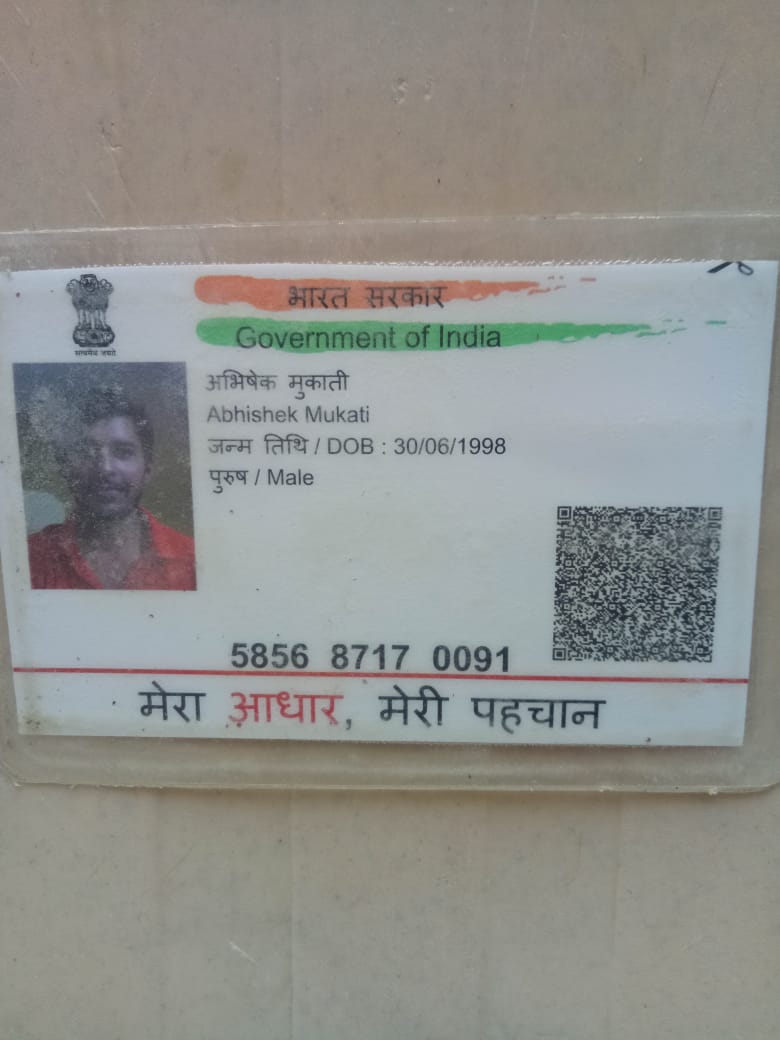 भारत सरकार
Government of India
सत्यमेव जयते
अभिषेक मुकाती
Abhishek Mukati
जन्म तिथि / DOB : 30/06/1998
पुरुष / Male
5856 8717 0091
मेरा आधार, मेरी पहचान